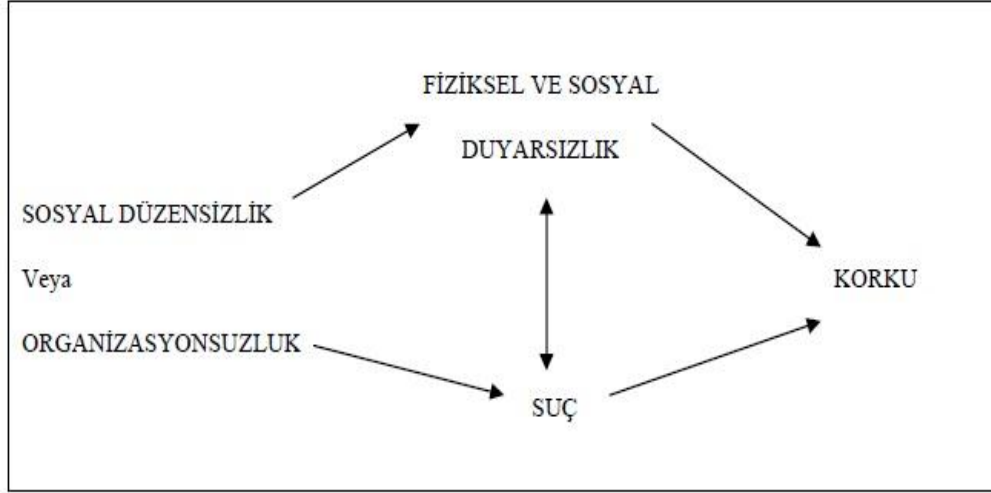 FİZİKSEL VE SOSYAL
DUYARSIZLIK
SOSYAL DÜZENSİZLİK
Veya
KORKU
ORGANİZASYONSUZLUK
SUÇ